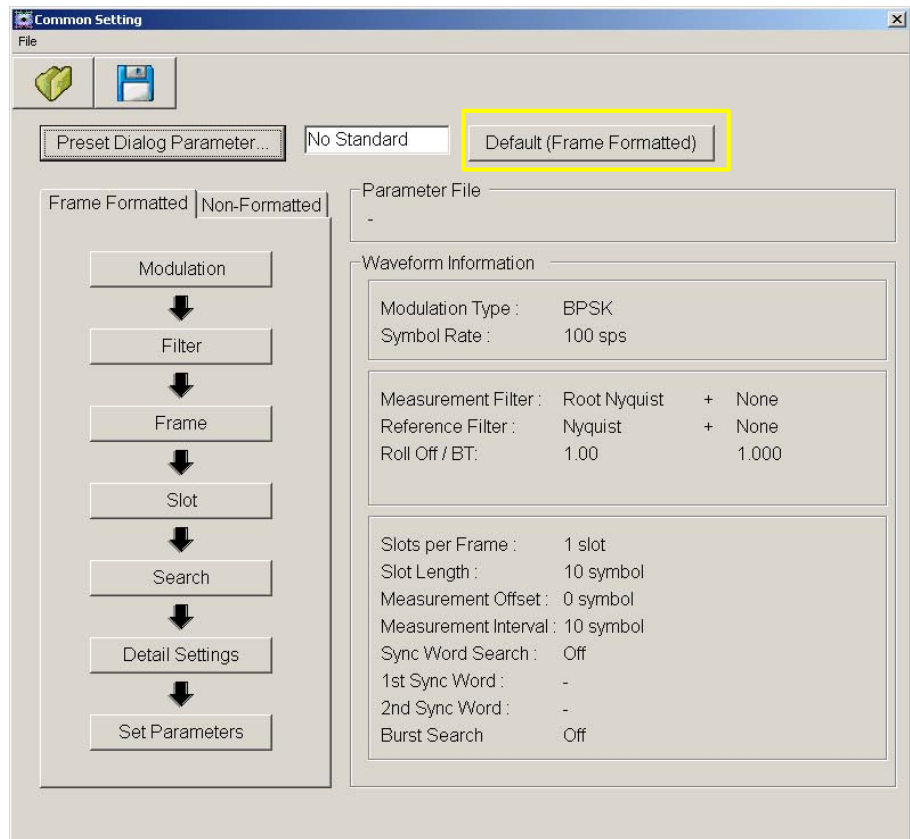 Common Setting
File
Preset Dialog Parameter...
No Standard
Default (Frame Formatted)
Frame Formatted
Non-Formatted
Modulation
Filter
Frame
Slot
Search
Detail Settings
Set Parameters
Parameter File
-
Waveform Information
Modulation Type : BPSK
Symbol Rate : 100 sps
Measurement Filter : Root Nyquist + None
Reference Filter : Nyquist + None
Roll Off / BT: 1.00 1.000
Slots per Frame : 1 slot
Slot Length : 10 symbol
Measurement Offset : 0 symbol
Measurement Interval : 10 symbol
Sync Word Search : Off
1st Sync Word : -
2nd Sync Word : -
Burst Search Off